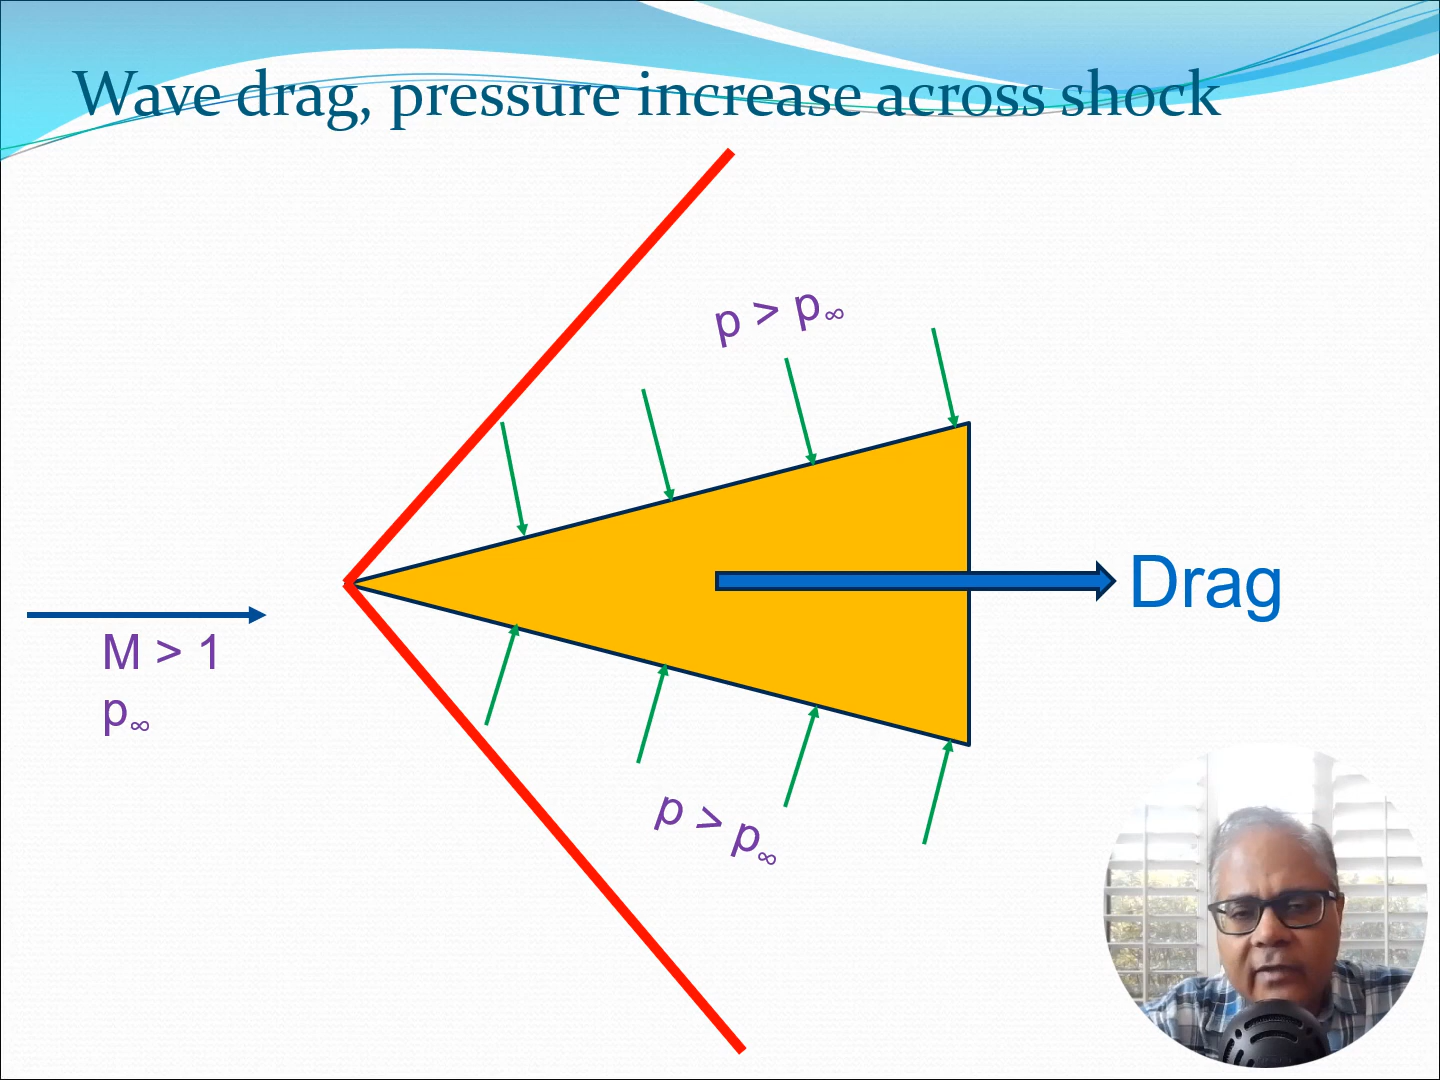 Wave drag, pressure increase across shock
p > p∞
Drag
M > 1
p∞
p > p∞